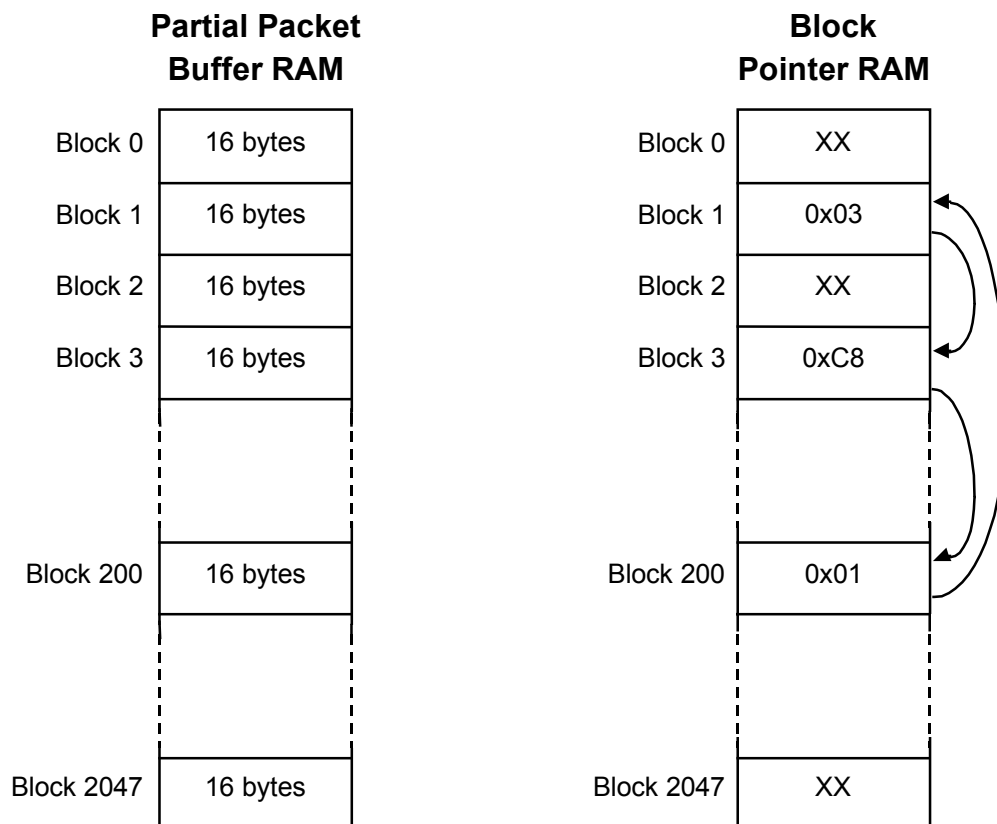 Partial Packet
Buffer RAM
Block 0 16 bytes
Block 1 16 bytes
Block 2 16 bytes
Block 3 16 bytes
Block 200 16 bytes
Block 2047 16 bytes
Block
Pointer RAM
Block 0 XX
Block 1 0x03
Block 2 XX
Block 3 0xC8
Block 200 0x01
Block 2047 XX